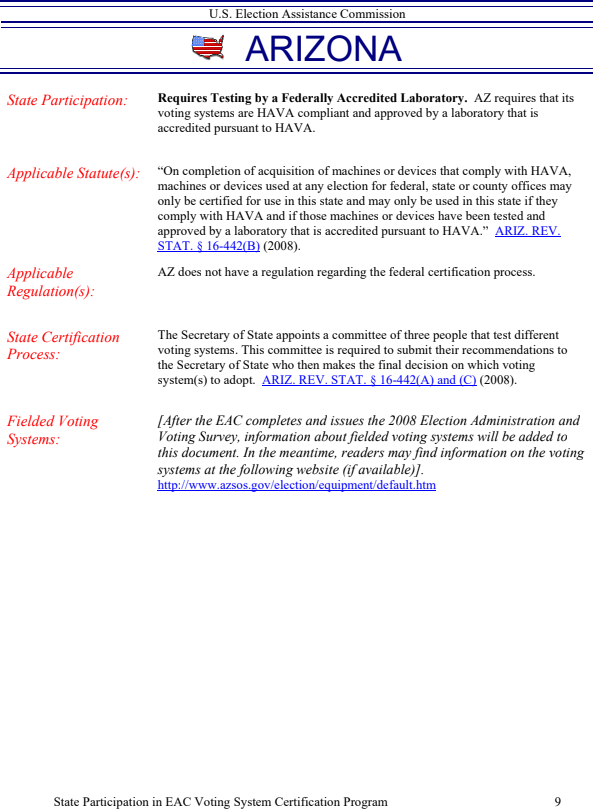 U.S. Election Assistance Commission
ARIZONA
State Participation:
Requires Testing by a Federally Accredited Laboratory.  AZ requires that its
voting systems are HAVA compliant and approved by a laboratory that is
accredited pursuant to HAVA.
Applicable Statute(s):
“On completion of acquisition of machines or devices that comply with HAVA,
machines or devices used at any election for federal, state or county offices may
only be certified for use in this state and may only be used in this state if they
comply with HAVA and if those machines or devices have been tested and
approved by a laboratory that is accredited pursuant to HAVA.”  ARIZ. REV.
STAT. § 16-442(B) (2008).
Applicable
Regulation(s):
AZ does not have a regulation regarding the federal certification process.
State Certification
Process:
The Secretary of State appoints a committee of three people that test different
voting systems. This committee is required to submit their recommendations to
the Secretary of State who then makes the final decision on which voting
system(s) to adopt.  ARIZ. REV. STAT. § 16-442(A) and (C) (2008).
Fielded Voting
Systems:
[After the EAC completes and issues the 2008 Election Administration and
Voting Survey, information about fielded voting systems will be added to
this document. In the meantime, readers may find information on the voting
systems at the following website (if available)].
http://www.azsos.gov/election/equipment/default.htm
State Participation in EAC Voting System Certification Program
9